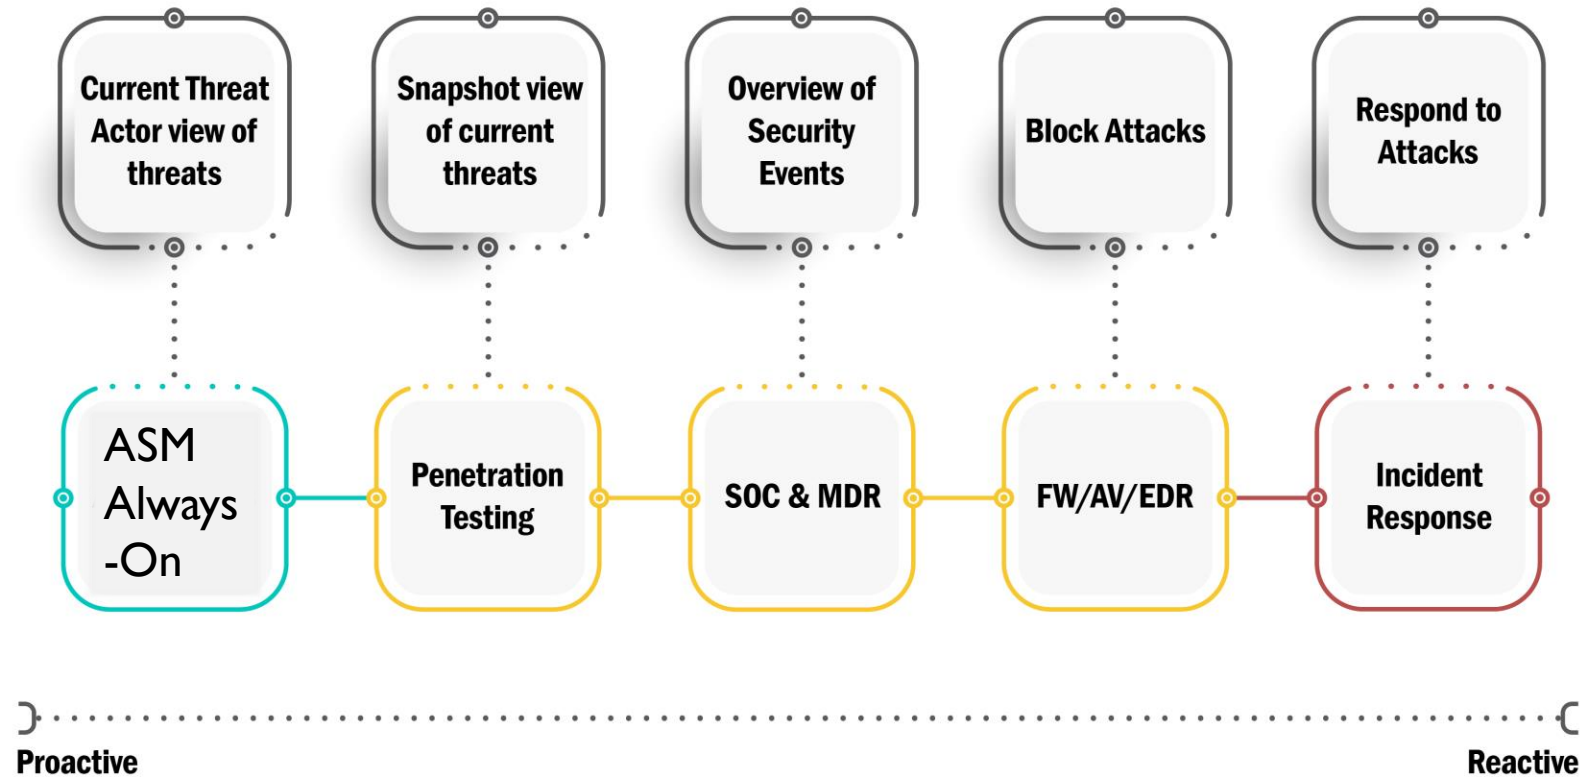 Current Threat
Actor view of
threats
Snapshot view
of current
threats
Overview of
Security
Events
Block Attacks
Respond to
Attacks
ASM
Always
-On
Penetration
Testing
SOC & MDR
FW/AV/EDR
Incident
Response
Proactive
Reactive